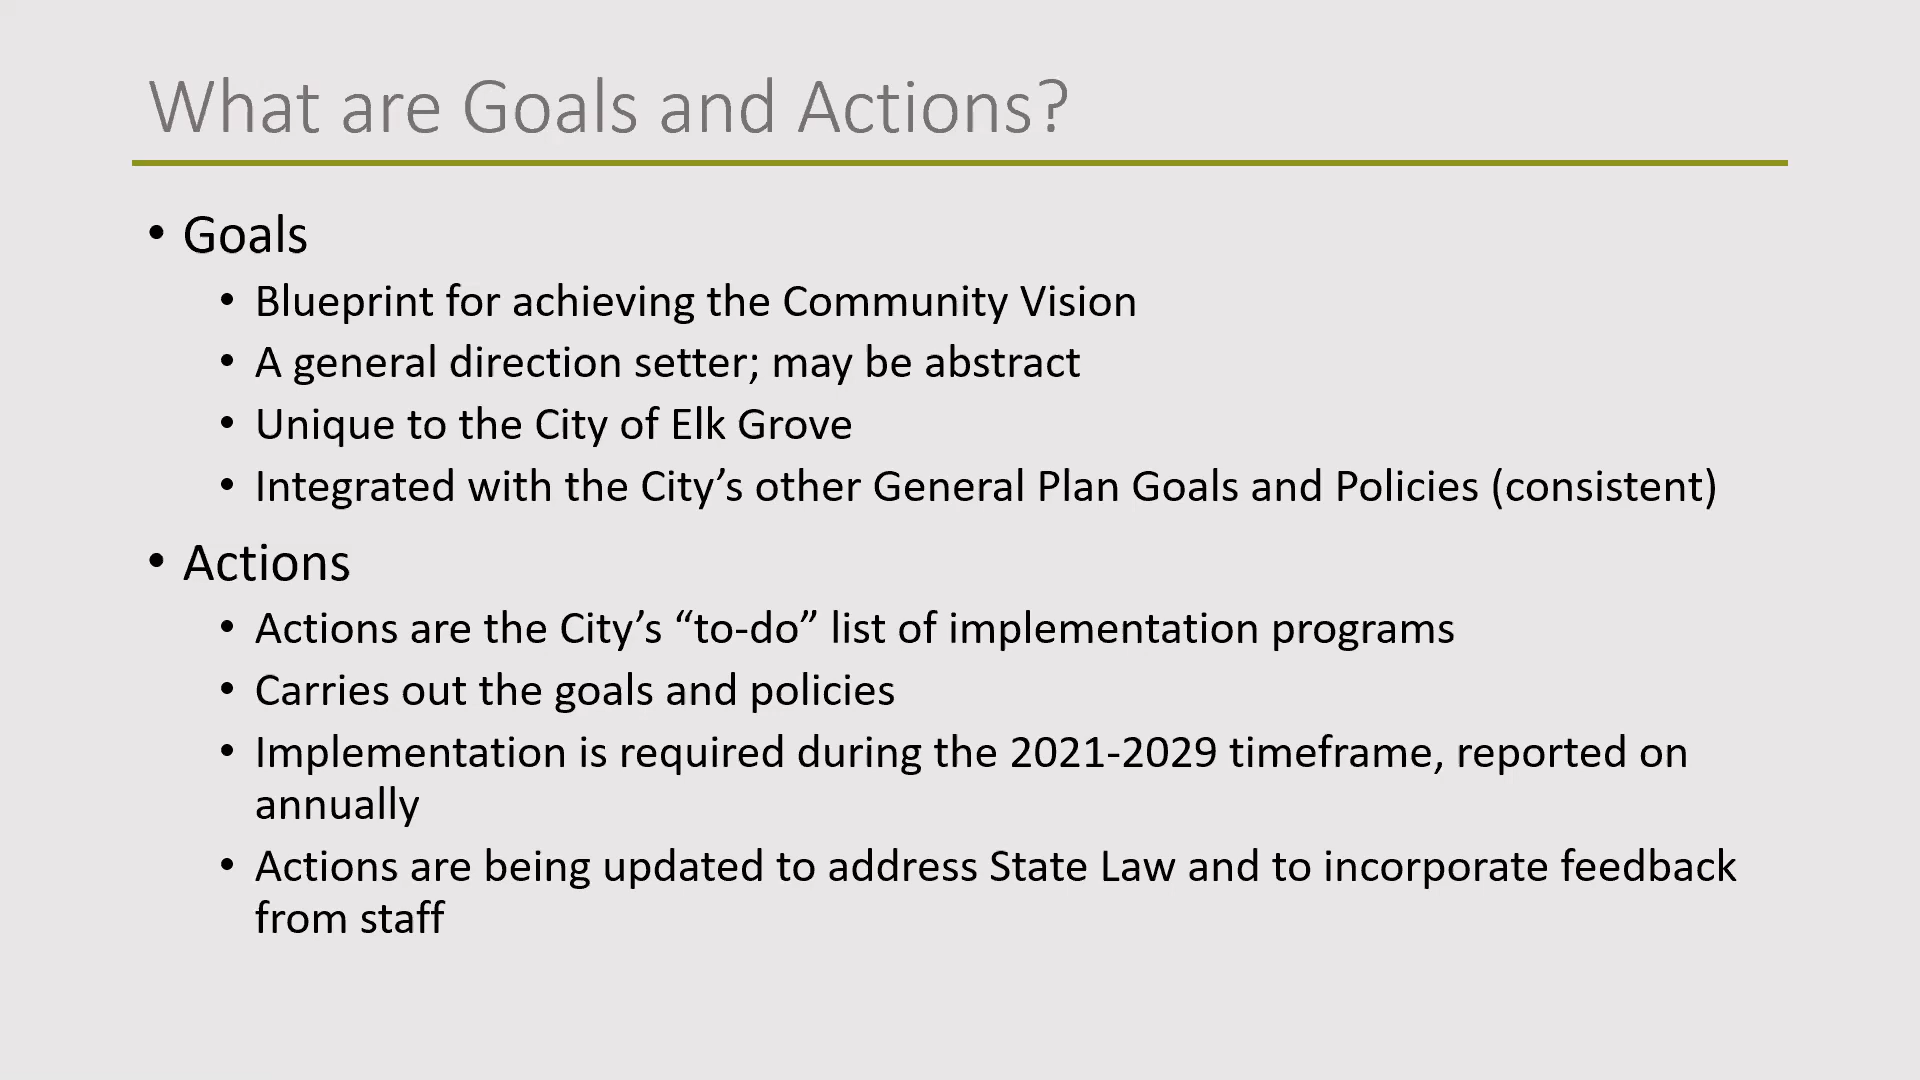 What are Goals and Actions?
• Goals
• Blueprint for achieving the Community Vision
• A general direction setter; may be abstract
• Unique to the City of Elk Grove
• Integrated with the City’s other General Plan Goals and Policies (consistent)
• Actions
• Actions are the City’s “to-do” list of implementation programs
• Carries out the goals and policies
• Implementation is required during the 2021-2029 timeframe, reported on
annually
• Actions are being updated to address State Law and to incorporate feedback
from staff